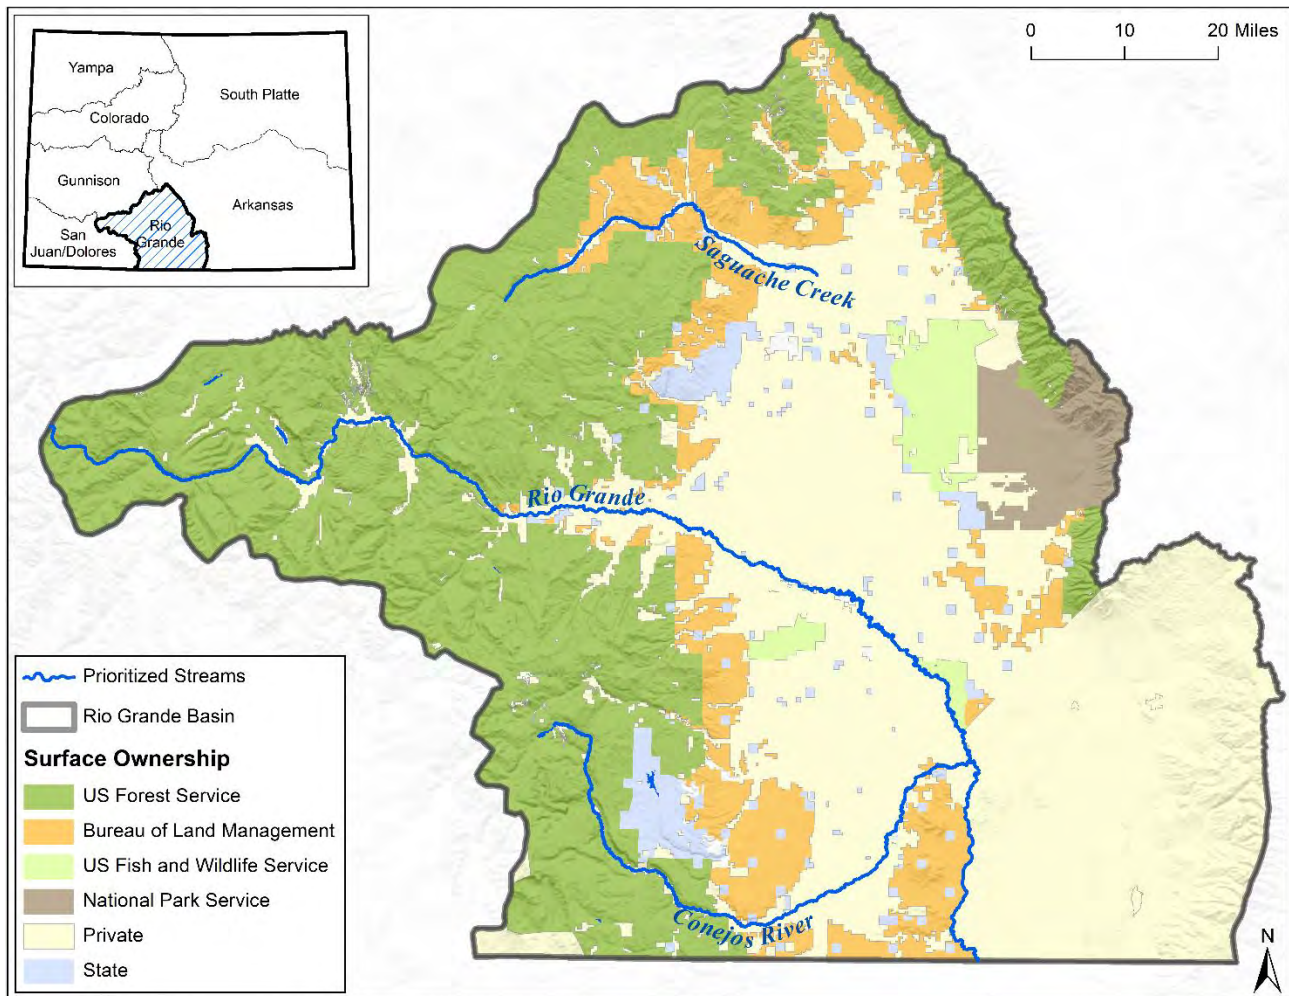 Yampa
South Platte
Colorado
Gunnison
Arkansas
Rio
Grande
San
Juan/Dolores
0 10 20 Miles
Saguache Creek
Rio Grande
Conejos River
Prioritized Streams
Rio Grande Basin
Surface Ownership
US Forest Service
Bureau of Land Management
US Fish and Wildlife Service
National Park Service
Private
State
N